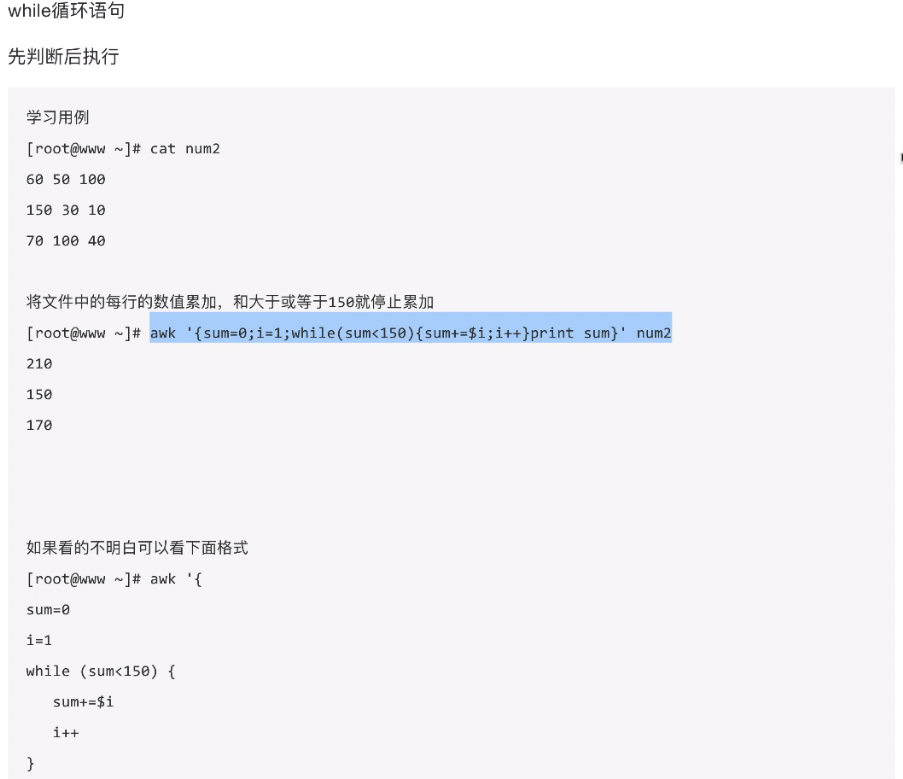 while循环语句
先判断后执行
学习用例
[root@www ~]# cat num2
60 50 100
150 30 10
70 100 40
将文件中的每行的数值累加，和大于或等于150就停止累加
[root@www ~]# awk '{sum=0;i=1;while(sum<150){sum+=$i;i++}print sum}' num2
210
150
170
如果看的不明白可以看下面格式
[root@www ~]# awk '{
sum=0
i=1
while (sum<150) {
sum+=$i
i++
}